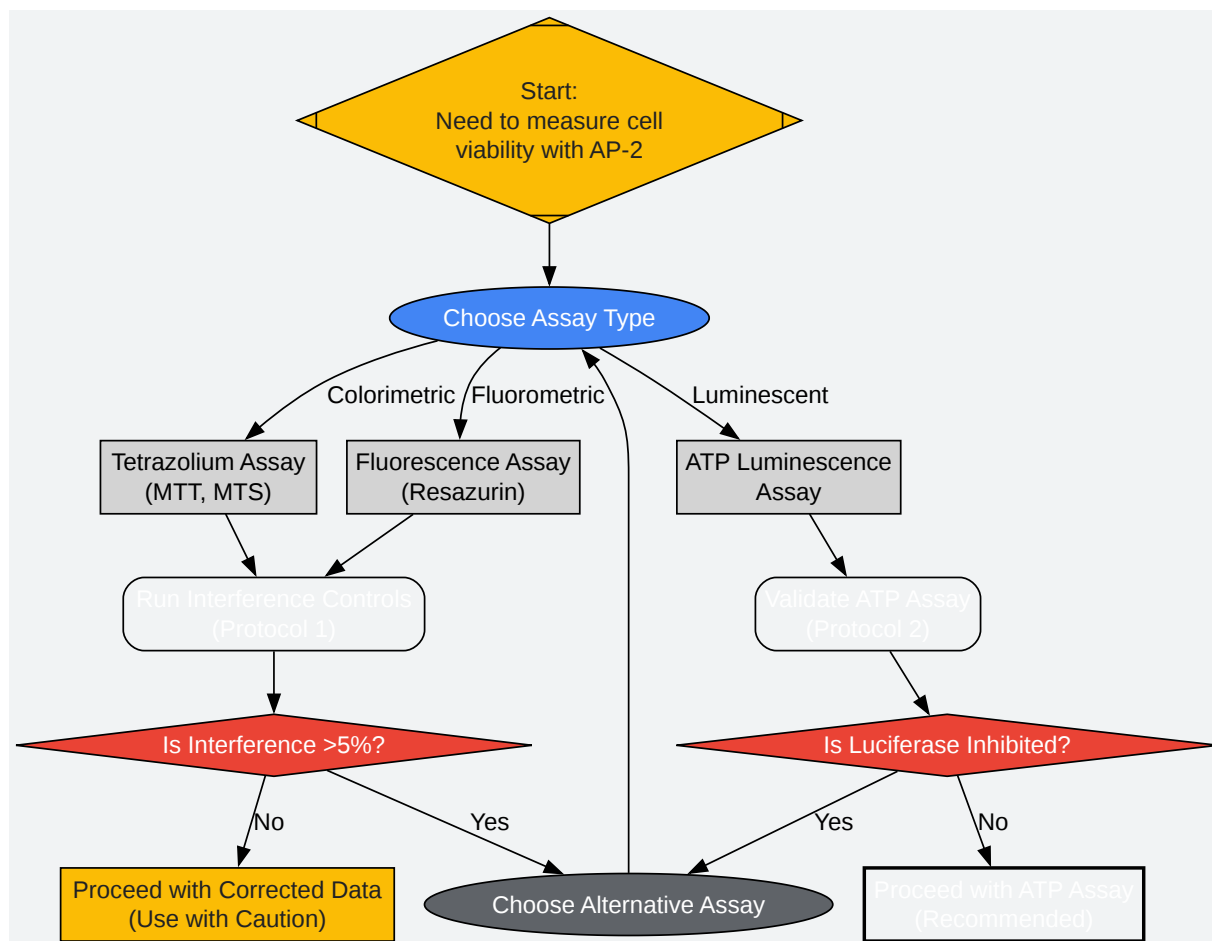 Start:
Need to measure cell
viability with AP-2
Choose Assay Type
Colorimetric
Fluorometric
Luminescent
Tetrazolium Assay
(MTT, MTS)
Fluorescence Assay
(Resazurin)
ATP Luminescence
Assay
Run Interference Controls
(Protocol 1)
Validate ATP Assay
(Protocol 2)
Is Interference >5%?
Is Luciferase Inhibited?
No
Yes
Yes
No
Proceed with Corrected Data
(Use with Caution)
Choose Alternative Assay
Proceed with ATP Assay
(Recommended)